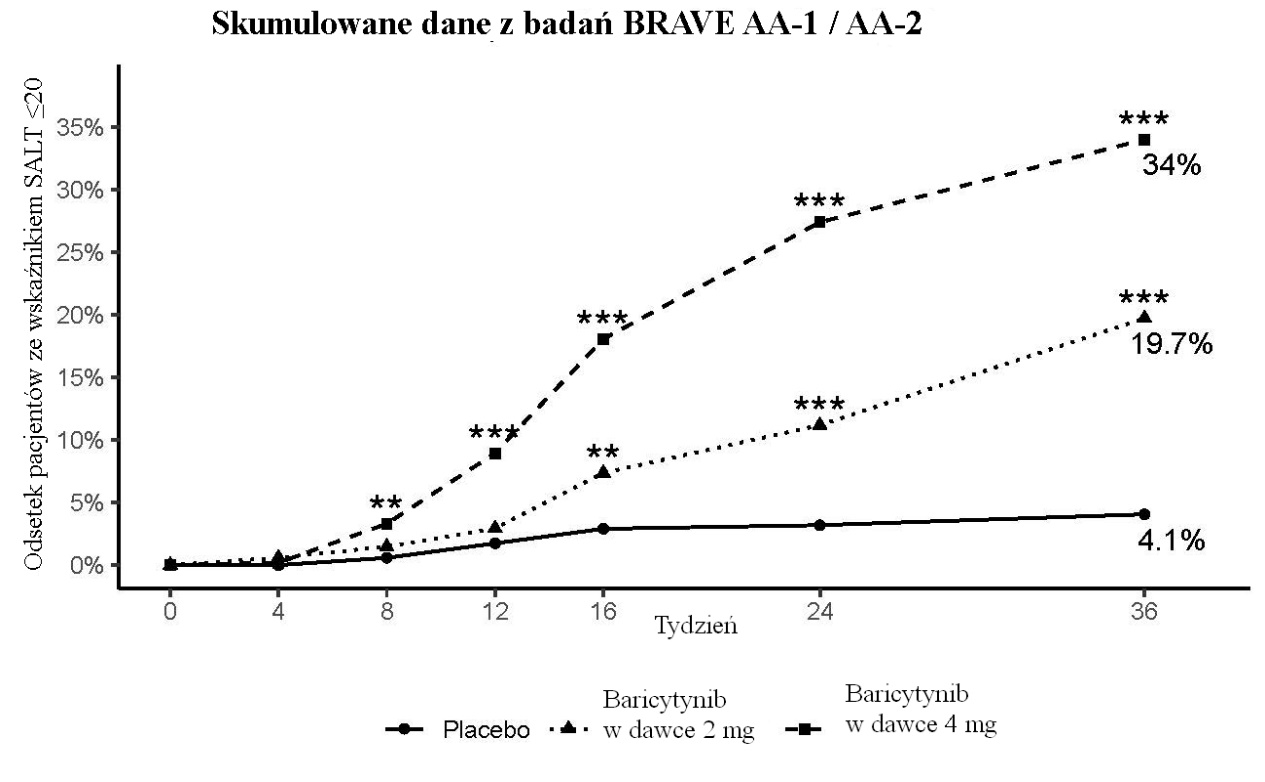 Skumulowane dane z badań BRAVE AA-1 / AA-2
Odsetek pacjentów ze wskaźnikiem SALT ≤20
35%
30%
25%
20%
15%
10%
5%
0%
***
34%
***
***
***
**
***
19.7%
***
**
4.1%
0 4 8 12 16 24 36
Tydzień
Placebo
Baricytynib
w dawce 2 mg
Baricytynib
w dawce 4 mg